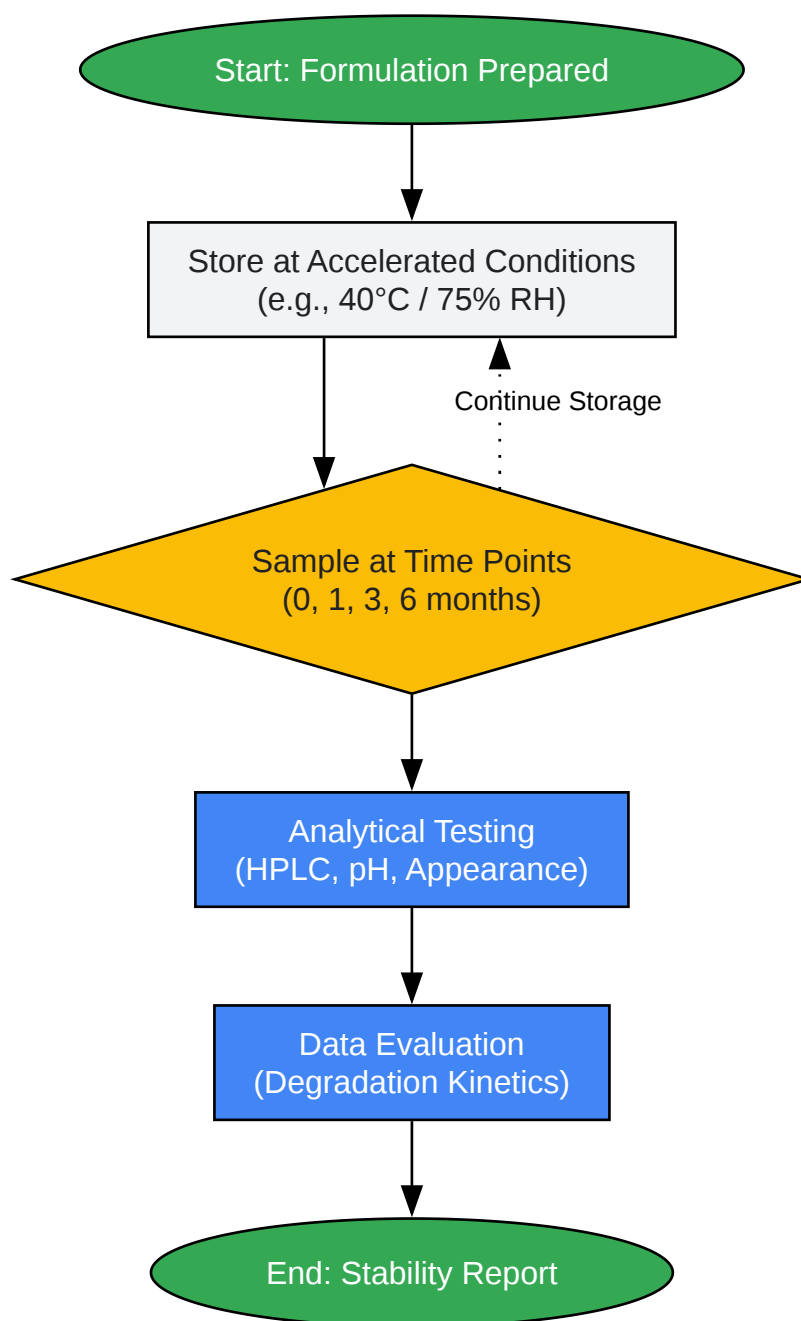 Start: Formulation Prepared
Store at Accelerated Conditions
(e.g., 40°C / 75% RH)
Continue Storage
Sample at Time Points
(0, 1, 3, 6 months)
Analytical Testing
(HPLC, pH, Appearance)
Data Evaluation
(Degradation Kinetics)
End: Stability Report